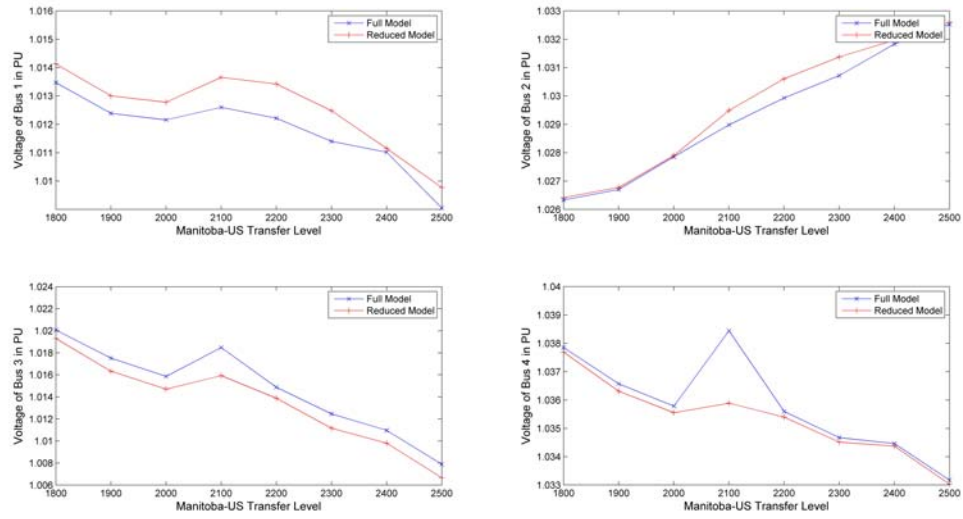 1.016
1.015
1.014
1.013
1.012
1.011
1.01
Voltage of Bus 1 in PU
Full Model
Reduced Model
1800 1900 2000 2100 2200 2300 2400 2500
Manitoba-US Transfer Level
1.033
1.032
1.031
1.03
1.029
1.028
1.027
1.026
Voltage of Bus 2 in PU
Full Model
Reduced Model
1800 1900 2000 2100 2200 2300 2400 2500
Manitoba-US Transfer Level
1.024
1.022
1.02
1.018
1.016
1.014
1.012
1.01
1.008
1.006
Voltage of Bus 3 in PU
Full Model
Reduced Model
1800 1900 2000 2100 2200 2300 2400 2500
Manitoba-US Transfer Level
1.04
1.039
1.038
1.037
1.036
1.035
1.034
1.033
Voltage of Bus 4 in PU
Full Model
Reduced Model
1800 1900 2000 2100 2200 2300 2400 2500
Manitoba-US Transfer Level